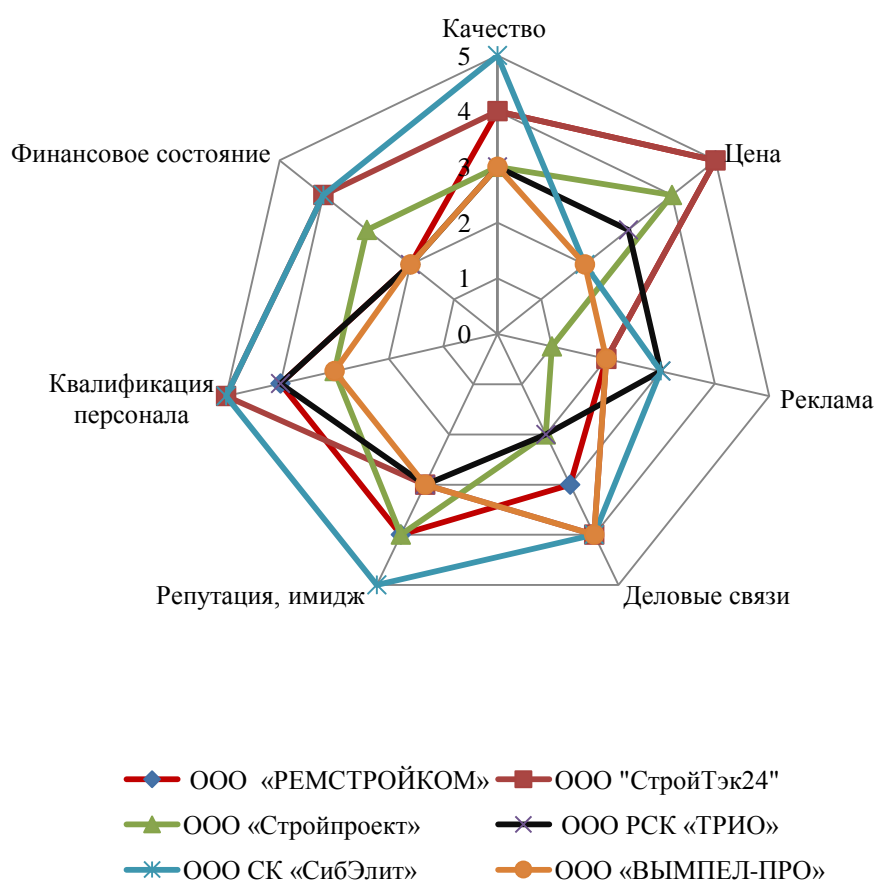 Качество
5
4
Финансовое состояние
3
Цена
2
1
0
Квалификация
персонала
Реклама
Репутация, имидж
Деловые связи
ООО «РЕМСТРОЙКОМ»
ООО "СтройТэк24"
ООО «Стройпроект»
ООО РСК «ТРИО»
ООО СК «СибЭлит»
ООО «ВЫМПЕЛ-ПРО»